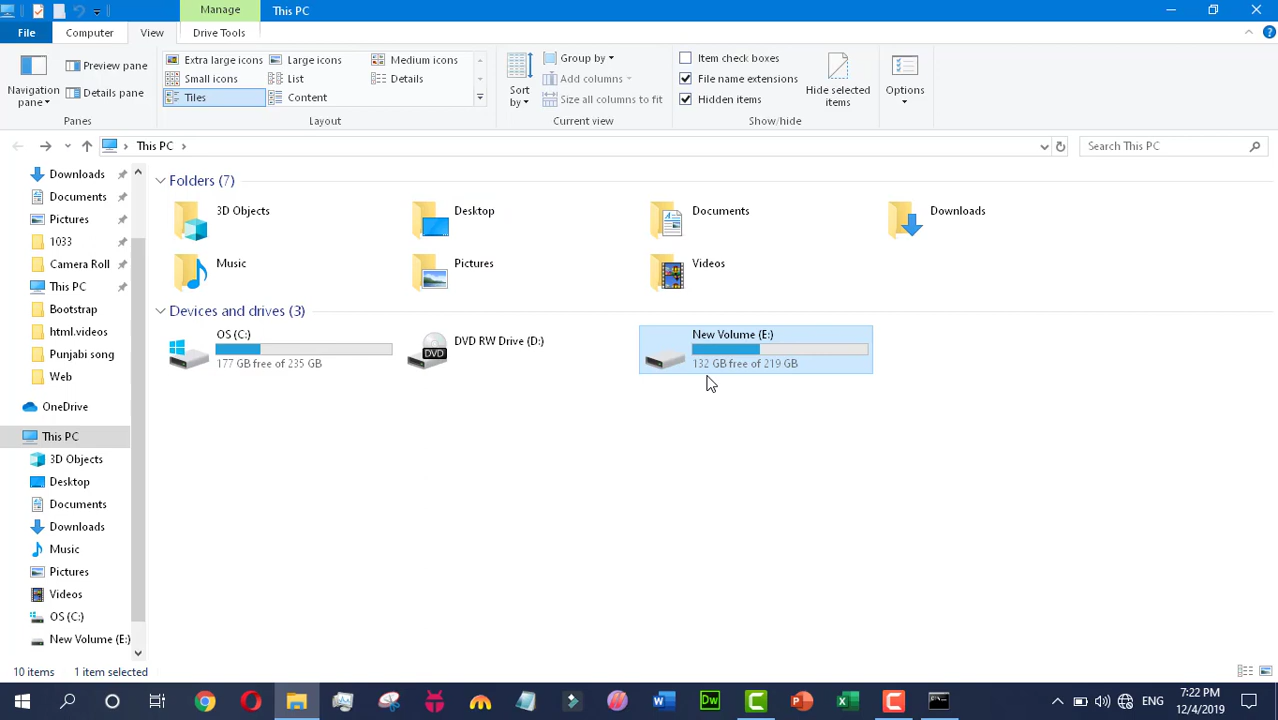 Manage
This PC
File
Computer
View
Drive Tools
Navigation pane
Preview pane
Details pane
Panes
Extra large icons
Large icons
Medium icons
Small icons
List
Details
Tiles
Content
Layout
Sort by
Group by
Add columns
Size all columns to fit
Current view
Item check boxes
File name extensions
Hidden items
Hide selected items
Show/hide
Options
This PC
Search This PC
Downloads
Documents
Pictures
1033
Camera Roll
This PC
Bootstrap
html.videos
Punjabi song
Web
OneDrive
This PC
3D Objects
Desktop
Documents
Downloads
Music
Pictures
Videos
OS (C:)
New Volume (E:)
Folders (7)
3D Objects
Desktop
Documents
Downloads
Music
Pictures
Videos
Devices and drives (3)
OS (C:)
177 GB free of 235 GB
DVD
DVD RW Drive (D:)
New Volume (E:)
132 GB free of 219 GB
10 items
1 item selected
W
Dw
C
P
X
C
ENG
7:22 PM
12/4/2019